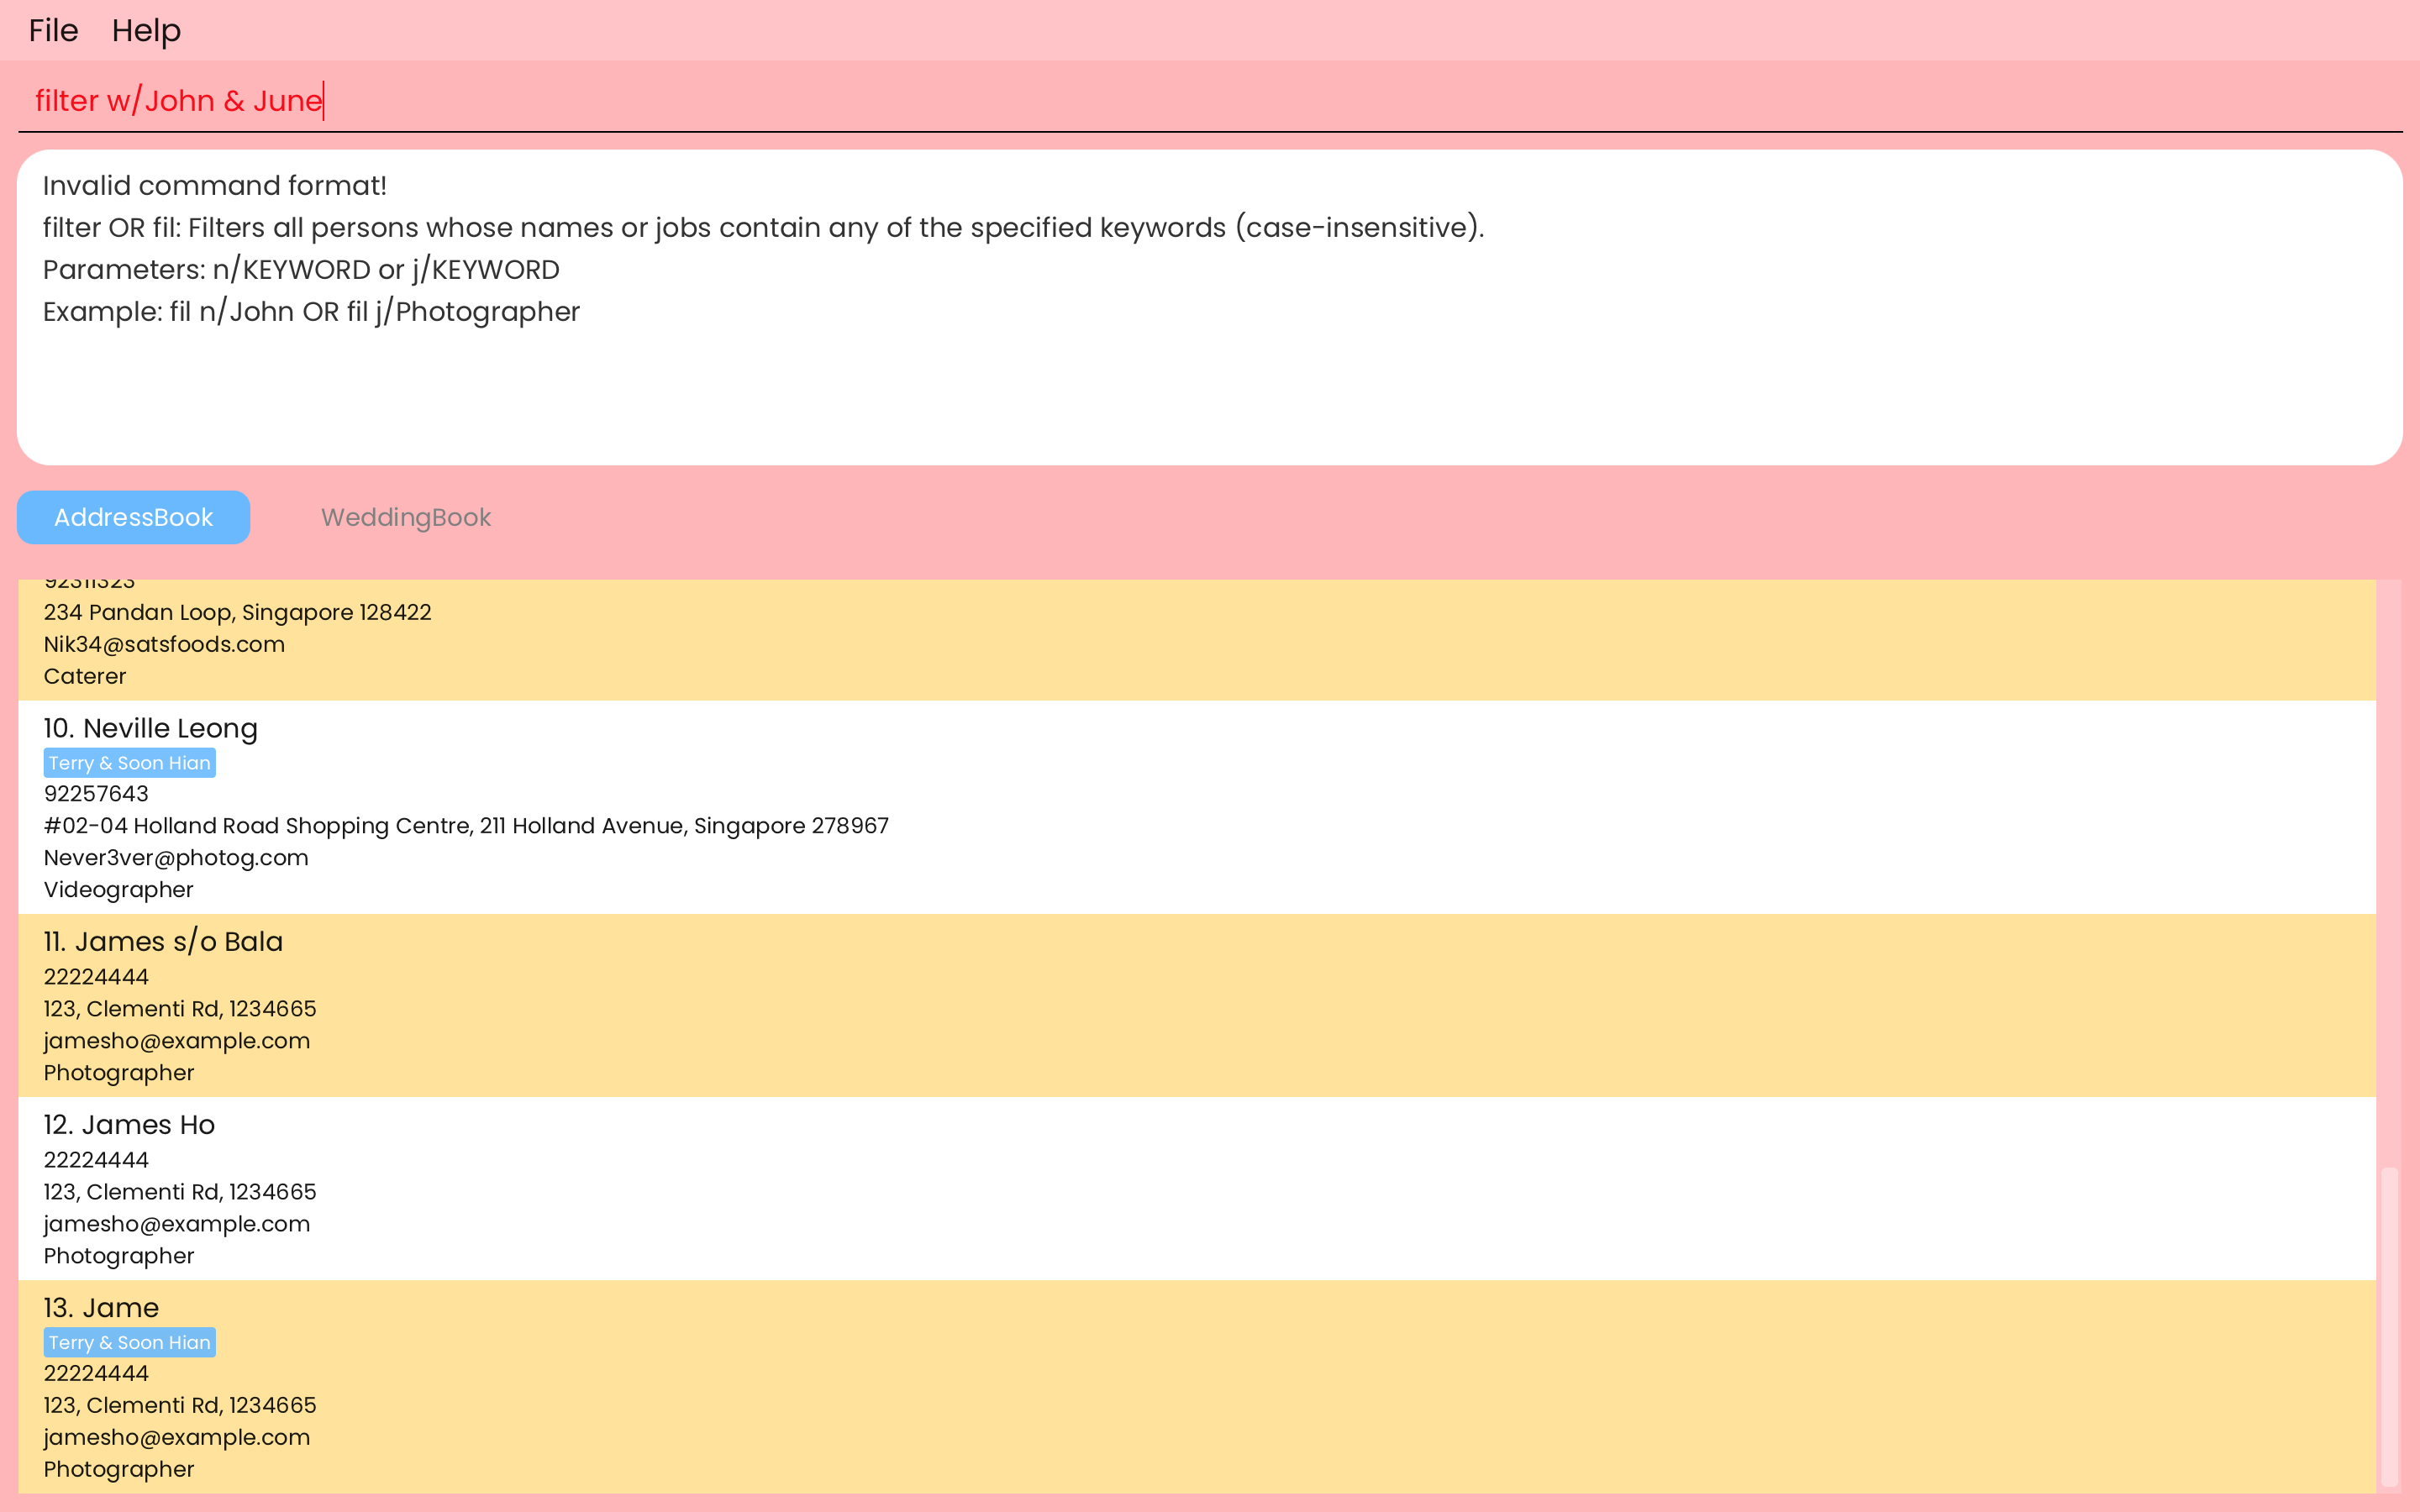 File Help
filter w/John & June
Invalid command format!
filter OR fil: Filters all persons whose names or jobs contain any of the specified keywords (case-insensitive).
Parameters: n/KEYWORD or j/KEYWORD
Example: fil n/John OR fil j/Photographer
AddressBook WeddingBook
92311323
234 Pandan Loop, Singapore 128422
Nik34@satsfoods.com
Caterer
10. Neville Leong
Terry & Soon Hian
92257643
#02-04 Holland Road Shopping Centre, 211 Holland Avenue, Singapore 278967
Never3ver@photog.com
Videographer
11. James s/o Bala
22224444
123, Clementi Rd, 1234665
jamesho@example.com
Photographer
12. James Ho
22224444
123, Clementi Rd, 1234665
jamesho@example.com
Photographer
13. Jame
Terry & Soon Hian
22224444
123, Clementi Rd, 1234665
jamesho@example.com
Photographer